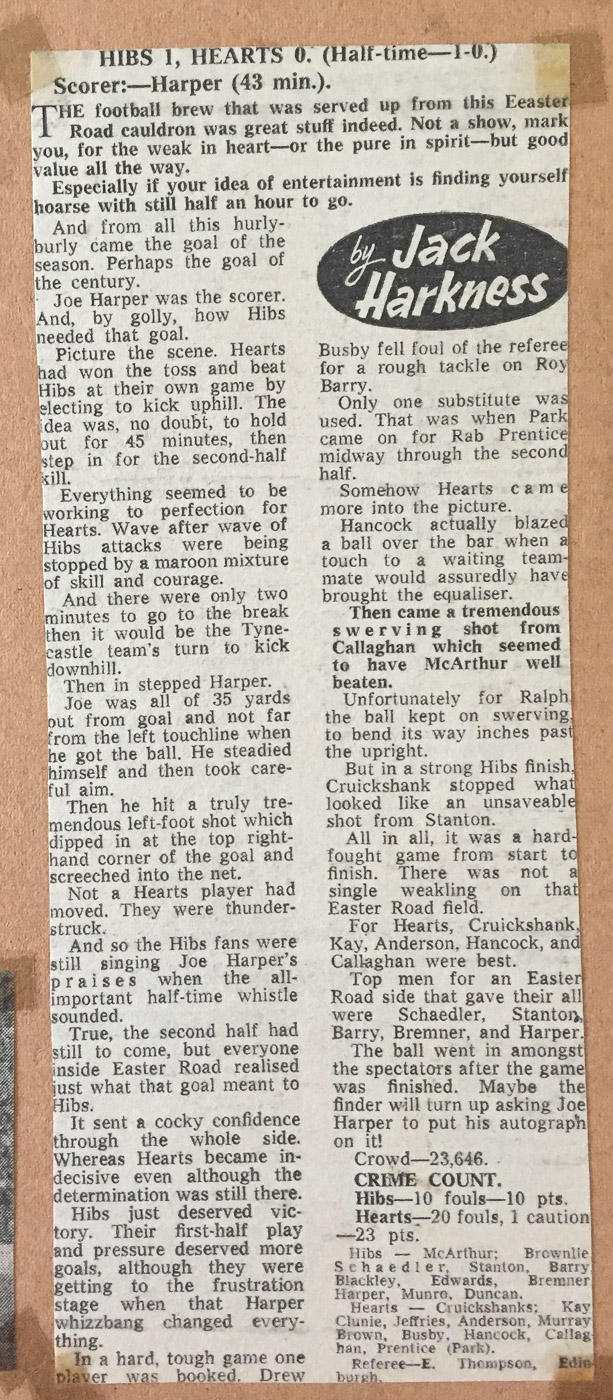 HIBS 1, HEARTS 0. (Half-time—1-0.)
Scorer:—Harper (43 min.).
THE football brew that was served up from this Eeaster
Road cauldron was great stuff indeed. Not a show, mark
you, for the weak in heart—or the pure in spirit—but good
value all the way.
Especially if your idea of entertainment is finding yourself
hoarse with still half an hour to go.
And from all this hurly-
burly came the goal of the
season. Perhaps the goal of
the century.
Joe Harper was the scorer.
And, by golly, how Hibs
needed that goal.
Picture the scene. Hearts
had won the toss and beat
Hibs at their own game by
electing to kick uphill. The
idea was, no doubt, to hold
out for 45 minutes, then
step in for the second-half
kill.
Everything seemed to be
working to perfection for
Hearts. Wave after wave of
Hibs attacks were being
stopped by a maroon mixture
of skill and courage.
And there were only two
minutes to go to the break
then it would be the Tyne-
castle team's turn to kick
downhill.
Then in stepped Harper.
Joe was all of 35 yards
out from goal and not far
from the left touchline when
he got the ball. He steadied
himself and then took care-
ful aim.
Then he hit a truly tre-
mendous left-foot shot which
dipped in at the top right-
hand corner of the goal and
screeched into the net.
Not a Hearts player had
moved. They were thunder-
struck.
And so the Hibs fans were
still singing Joe Harper's
praises when the all-
important half-time whistle
sounded.
True, the second half had
still to come, but everyone
inside Easter Road realised
just what that goal meant to
Hibs.
It sent a cocky confidence
through the whole side.
Whereas Hearts became in-
decisive even although the
determination was still there.
Hibs just deserved vic-
tory. Their first-half play
and pressure deserved more
goals, although they were
getting to the frustration
stage when that Harper
whizzbang changed every-
thing.
In a hard, tough game one
player was booked. Drew
by Jack
Harkness
Busby fell foul of the referee
for a rough tackle on Roy
Barry.
Only one substitute was
used. That was when Park
came on for Rab Prentice
midway through the second
half.
Somehow Hearts came
more into the picture.
Hancock actually blazed
a ball over the bar when a
touch to a waiting team-
mate would assuredly have
brought the equaliser.
Then came a tremendous
swerving shot from
Callaghan which seemed
to have McArthur well
beaten.
Unfortunately for Ralph
the ball kept on swerving,
to bend its way inches past
the upright.
But in a strong Hibs finish,
Cruickshank stopped what
looked like an unsaveable
shot from Stanton.
All in all, it was a hard-
fought game from start to
finish. There was not a
single weakling on that
Easter Road field.
For Hearts, Cruickshank,
Kay, Anderson, Hancock, and
Callaghan were best.
Top men for an Easter
Road side that gave their all
were Schaedler, Stanton,
Barry, Bremner, and Harper.
The ball went in amongst
the spectators after the game
was finished. Maybe the
finder will turn up asking Joe
Harper to put his autograph
on it!
Crowd—23,646.
CRIME COUNT.
Hibs—10 fouls—10 pts.
Hearts—20 fouls, 1 caution
—23 pts.
Hibs — McArthur; Brownlie
Schaedler, Stanton, Barry
Blackley, Edwards, Bremner
Harper, Munro, Duncan.
Hearts — Cruickshanks; Kay
Clunie, Jeffries, Anderson, Murray
Brown, Busby, Hancock, Callag-
han, Prentice (Park).
Referee—E. Thompson, Edin-
burgh.